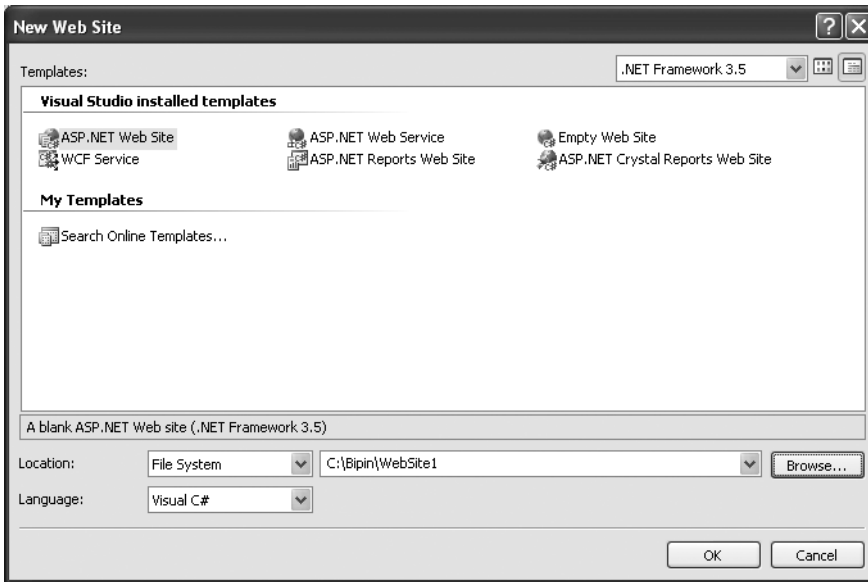 New Web Site
Templates:
.NET Framework 3.5
Visual Studio installed templates
ASP.NET Web Site
ASP.NET Web Service
Empty Web Site
WCF Service
ASP.NET Reports Web Site
ASP.NET Crystal Reports Web Site
My Templates
Search Online Templates...
A blank ASP.NET Web site (.NET Framework 3.5)
Location:
File System
C:\Bipin\WebSite1
Browse...
Language:
Visual C#
OK
Cancel